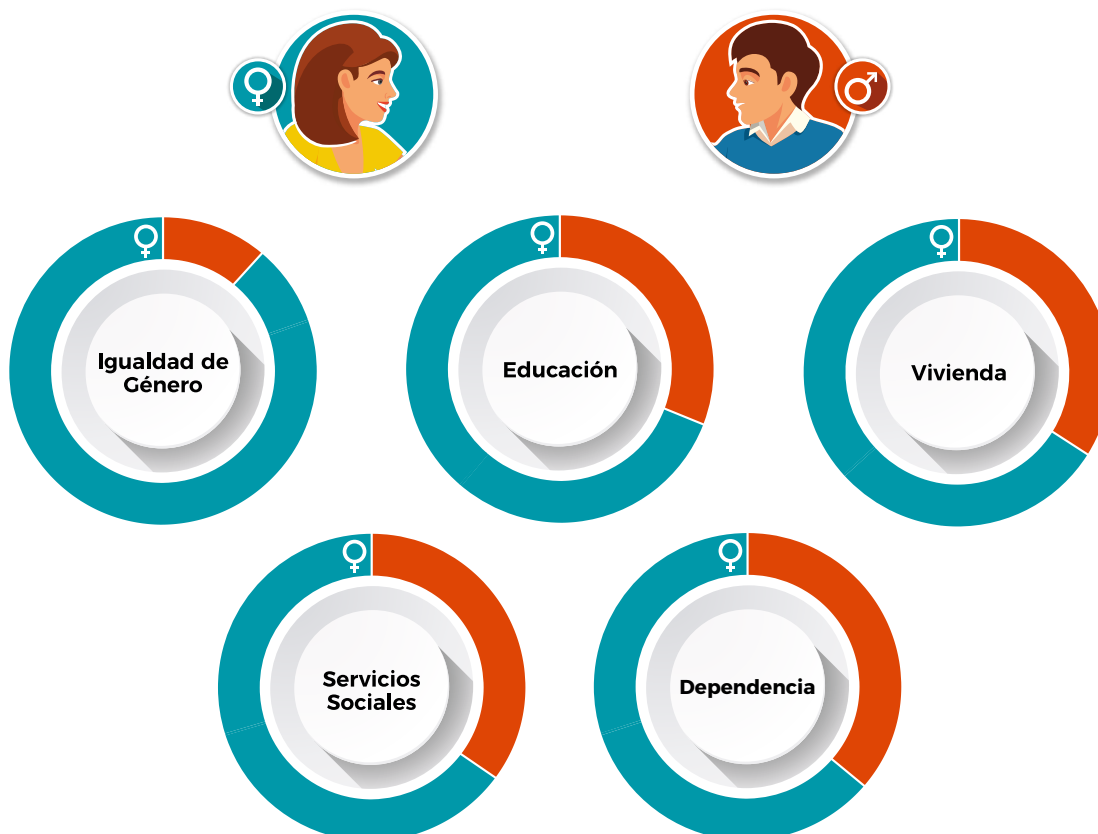 Igualdad de
Género
Educación
Vivienda
Servicios
Sociales
Dependencia